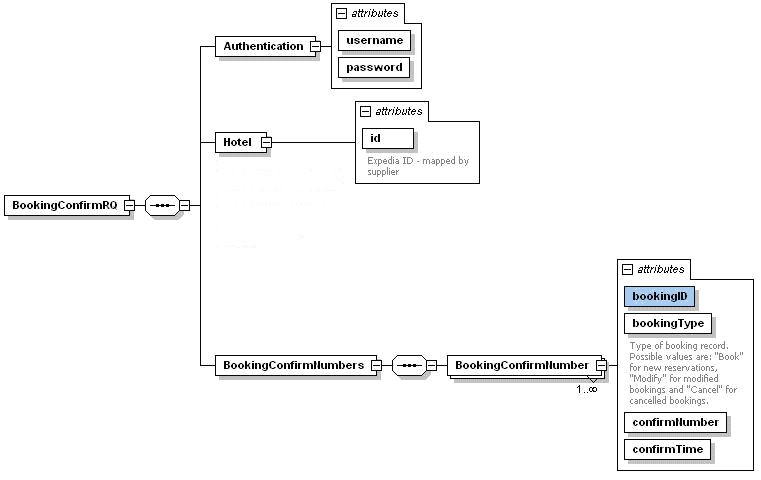 attributes
Authentication
username
password
attributes
Hotel
id
Expedia ID - mapped by
supplier
BookingConfirmRQ
attributes
bookingID
bookingType
Type of booking record.
Possible values are: "Book"
for new reservations,
"Modify" for modified
bookings and "Cancel" for
cancelled bookings.
BookingConfirmNumbers
BookingConfirmNumber
1..∞
confirmNumber
confirmTime